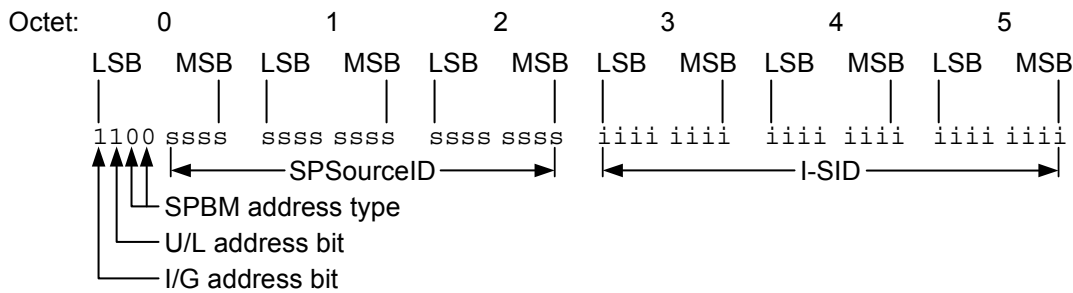 Octet: 0 1 2 3 4 5
LSB MSB LSB MSB LSB MSB LSB MSB LSB MSB LSB MSB
1100 ssss ssss ssss ssss ssss iiii iiii iiii iiii iiii iiii
SPSourceID I-SID
SPBM address type
U/L address bit
I/G address bit